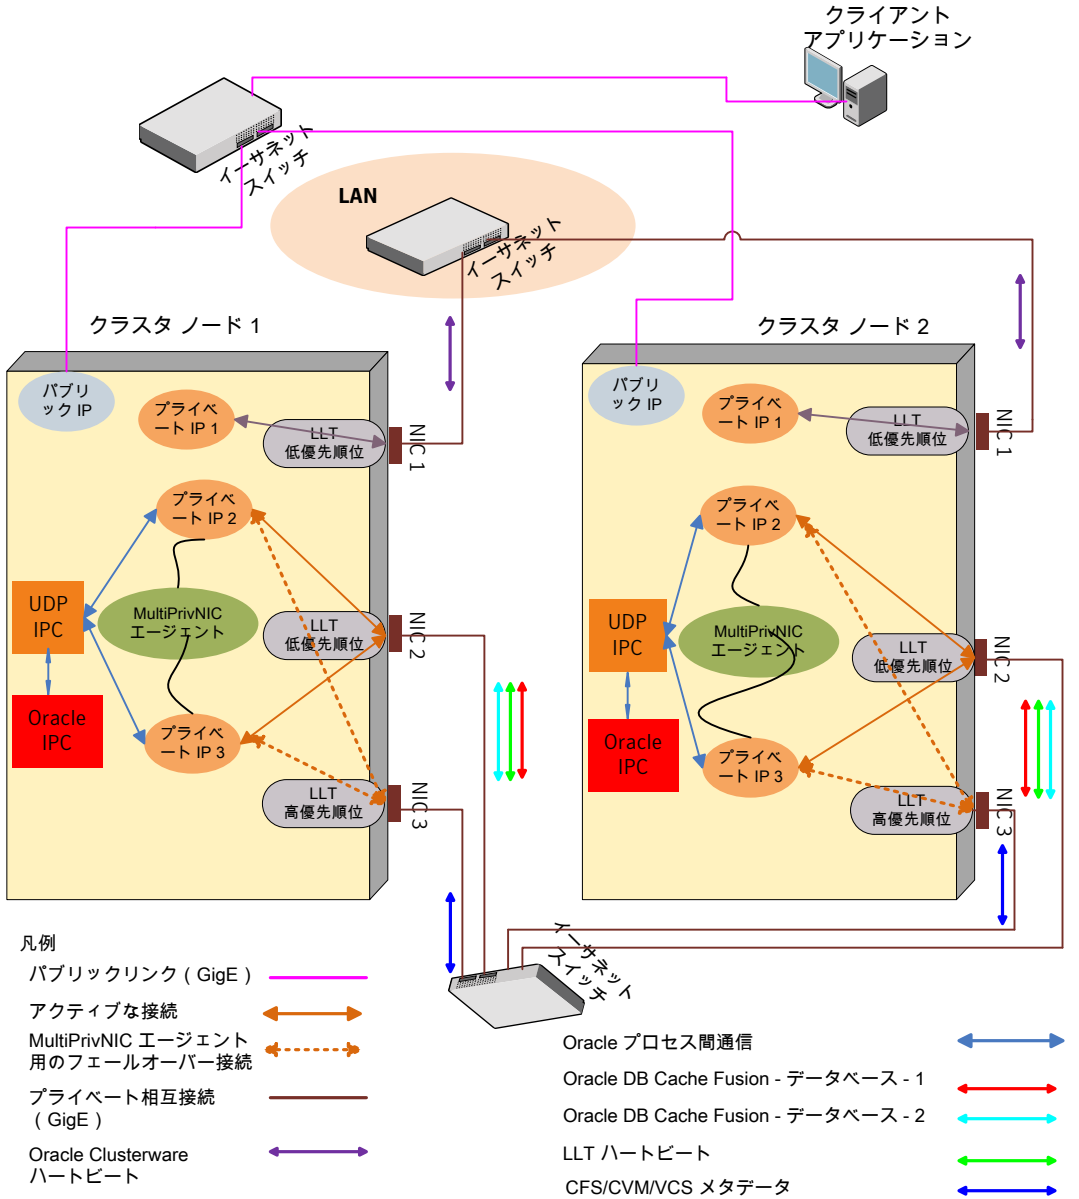 クライアント
アプリケーション
イーサネット
スイッチ
LAN
イーサネット
スイッチ
クラスタ ノード 1
パブリ
ック IP
プライベ
ート IP 1
LLT
低優先順位
NIC 1
プライベ
ート IP 2
UDP
IPC
MultiPrivNIC
エージェント
LLT
低優先順位
NIC 2
Oracle
IPC
プライベ
ート IP 3
LLT
高優先順位
NIC 3
クラスタ ノード 2
パブリ
ック IP
プライベ
ート IP 1
LLT
低優先順位
NIC 1
プライベ
ート IP 2
UDP
IPC
MultiPrivNIC
エージェント
LLT
低優先順位
NIC 2
Oracle
IPC
プライベ
ート IP 3
LLT
高優先順位
NIC 3
イーサネット
スイッチ
凡例
パブリックリンク ( GigE )
アクティブな接続
MultiPrivNIC エージェント
用のフェールオーバー接続
プライベート相互接続
( GigE )
Oracle Clusterware
ハートビート
Oracle プロセス間通信
Oracle DB Cache Fusion - データベース - 1
Oracle DB Cache Fusion - データベース - 2
LLT ハートビート
CFS/CVM/VCS メタデータ